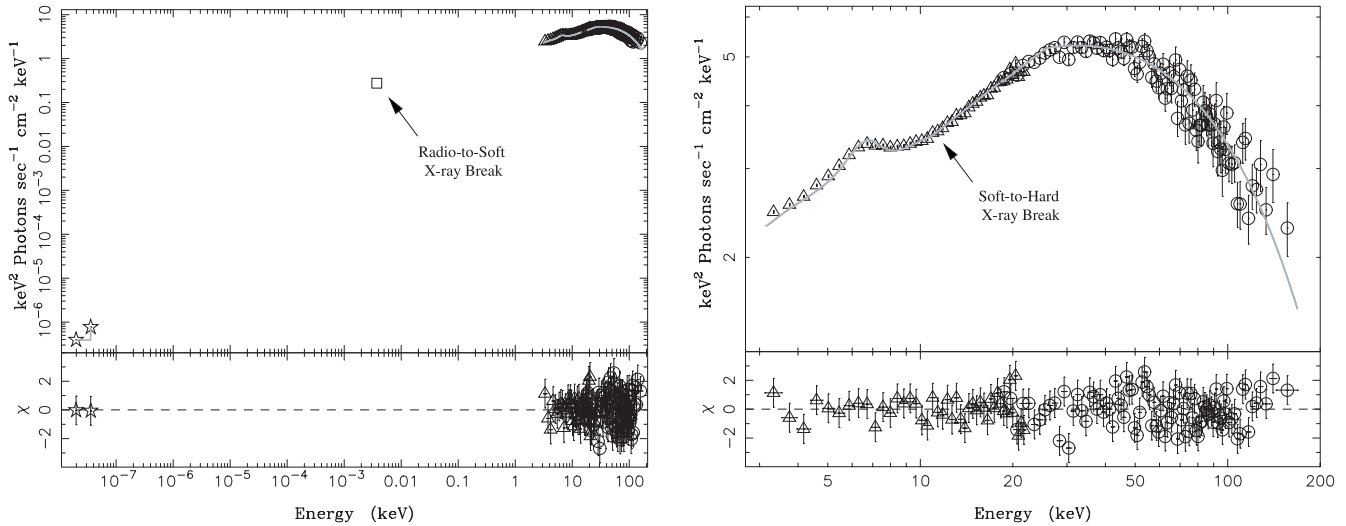 10
1
0.1
0.01
10⁻³
10⁻⁴
10⁻⁵
10⁻⁶
keV² Photons sec⁻¹ cm⁻² keV⁻¹
Radio-to-Soft
X-ray Break
2
0
−2
χ
10⁻⁷ 10⁻⁶ 10⁻⁵ 10⁻⁴ 10⁻³ 0.01 0.1 1 10 100
Energy (keV)
5
2
keV² Photons sec⁻¹ cm⁻² keV⁻¹
Soft-to-Hard
X-ray Break
2
0
−2
χ
5 10 20 50 100 200
Energy (keV)